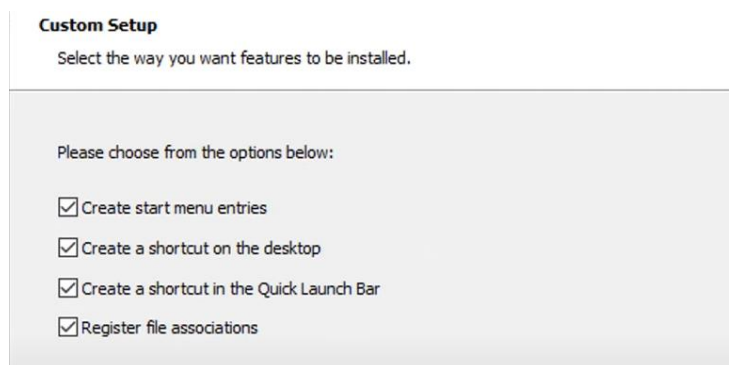 Custom Setup
Select the way you want features to be installed.
Please choose from the options below:
Create start menu entries
Create a shortcut on the desktop
Create a shortcut in the Quick Launch Bar
Register file associations